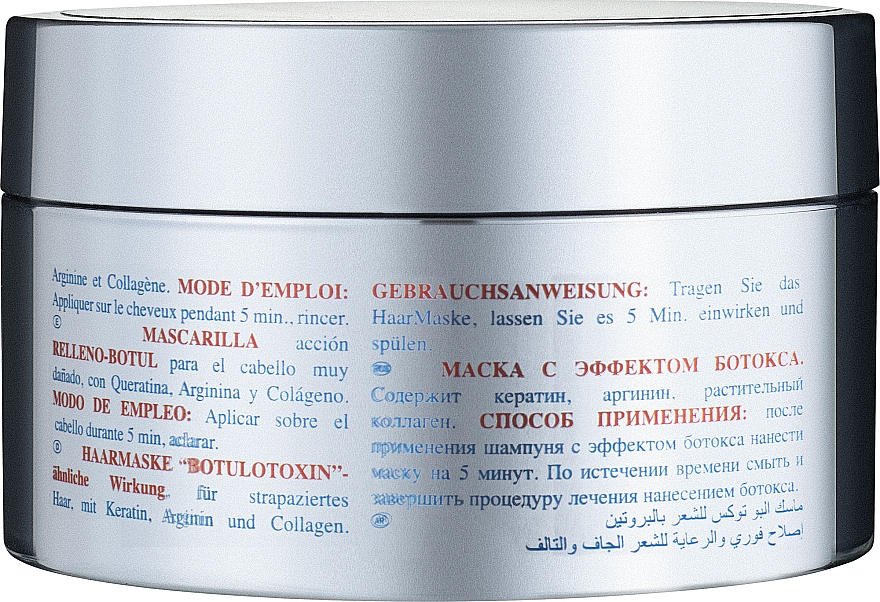 Arginine et Collagène. MODE D'EMPLOI:
Appliquer sur le cheveux pendant 5 min., rincer.
E
MASCARILLA acción
RELLENO-BOTUL para el cabello muy
dañado, con Queratina, Arginina y Colágeno.
MODO DE EMPLEO: Aplicar sobre el
cabello durante 5 min, aclarar.
D
HAARMASKE "BOTULOTOXIN"-
ähnliche Wirkung, für strapaziertes
Haar, mit Keratin, Arginin und Collagen.
GEBRAUCHSANWEISUNG: Tragen Sie das
HaarMaske, lassen Sie es 5 Min. einwirken und
spülen.
МАСКА С ЭФФЕКТОМ БОТОКСА.
Содержит кератин, аргинин, растительный
коллаген. СПОСОБ ПРИМЕНЕНИЯ: после
применения шампуня с эффектом ботокса нанести
маску на 5 минут. По истечении времени смыть и
завершить процедуру лечения нанесением ботокса.
AR
ماسك البو توكس للشعر بالبروتين
إصلاح فوري والرعاية للشعر الجاف والتالف